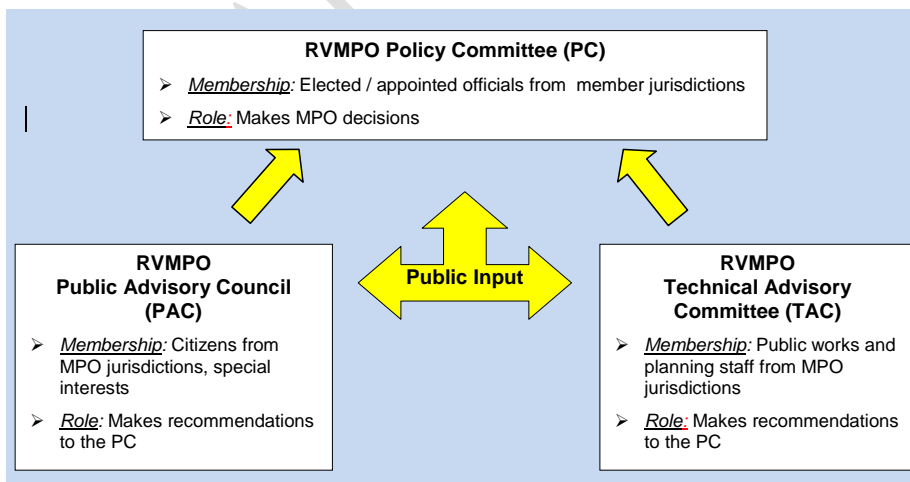 RVMPO Policy Committee (PC)
➢ Membership: Elected / appointed officials from member jurisdictions
➢ Role: Makes MPO decisions
Public Input
RVMPO
Public Advisory Council
(PAC)
➢ Membership: Citizens from
MPO jurisdictions, special
interests
➢ Role: Makes recommendations
to the PC
RVMPO
Technical Advisory
Committee (TAC)
➢ Membership: Public works and
planning staff from MPO
jurisdictions
➢ Role: Makes recommendations
to the PC